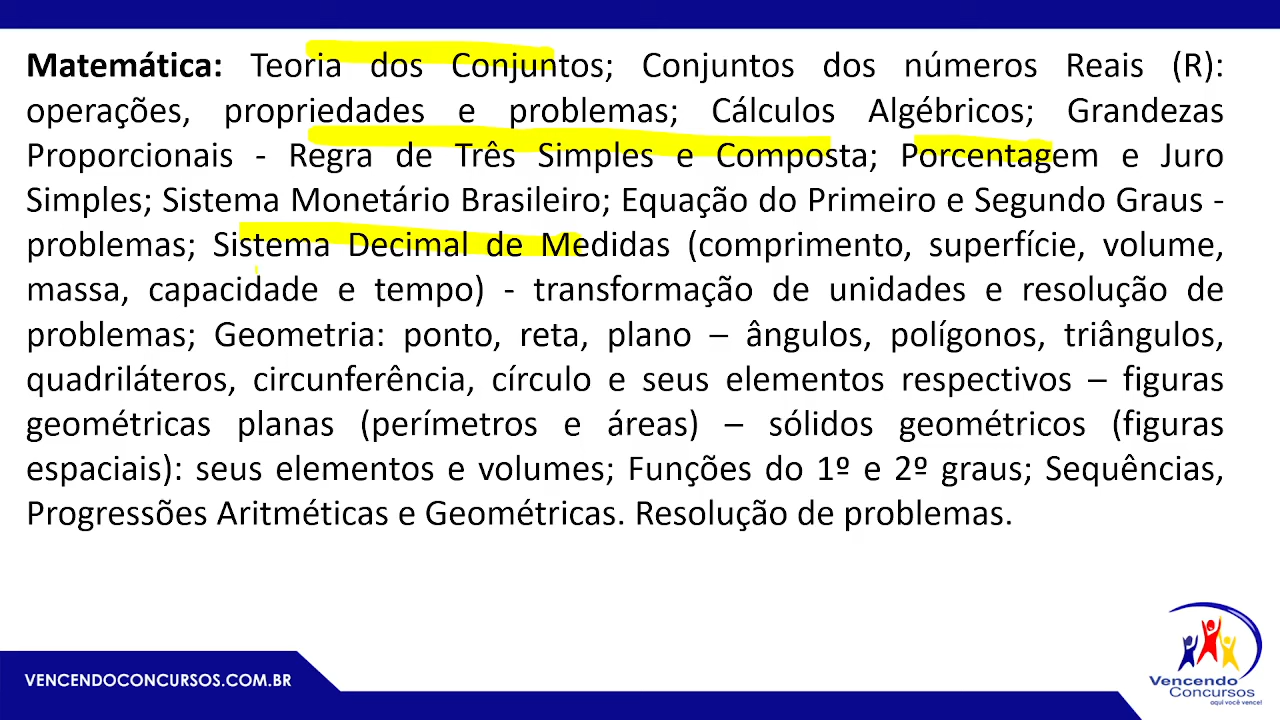 Matemática: Teoria dos Conjuntos; Conjuntos dos números Reais (R):
operações, propriedades e problemas; Cálculos Algébricos; Grandezas
Proporcionais - Regra de Três Simples e Composta; Porcentagem e Juro
Simples; Sistema Monetário Brasileiro; Equação do Primeiro e Segundo Graus -
problemas; Sistema Decimal de Medidas (comprimento, superfície, volume,
massa, capacidade e tempo) - transformação de unidades e resolução de
problemas; Geometria: ponto, reta, plano – ângulos, polígonos, triângulos,
quadriláteros, circunferência, círculo e seus elementos respectivos – figuras
geométricas planas (perímetros e áreas) – sólidos geométricos (figuras
espaciais): seus elementos e volumes; Funções do 1º e 2º graus; Sequências,
Progressões Aritméticas e Geométricas. Resolução de problemas.
VENCENDOCONCURSOS.COM.BR
Vencendo
Concursos
aqui você vence!